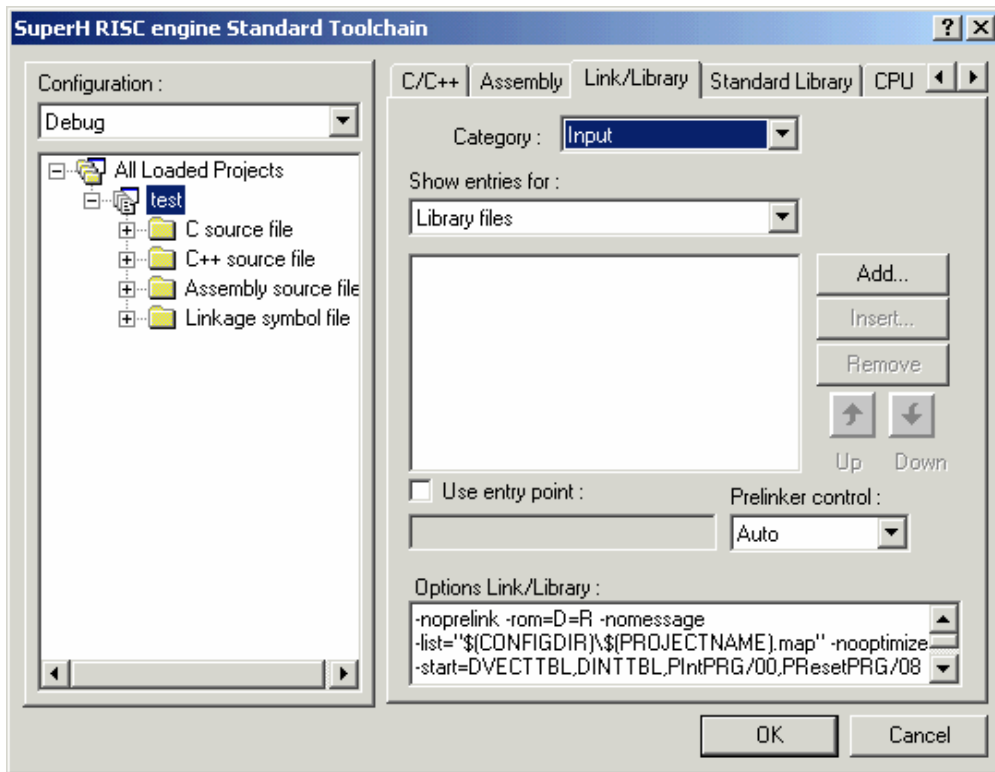 SuperH RISC engine Standard Toolchain
Configuration :
Debug
All Loaded Projects
test
C source file
C++ source file
Assembly source file
Linkage symbol file
C/C++
Assembly
Link/Library
Standard Library
CPU
Category :
Input
Show entries for :
Library files
Add...
Insert...
Remove
Up
Down
Use entry point :
Prelinker control :
Auto
Options Link/Library :
-noprelink -rom=D=R -nomessage
-list="$(CONFIGDIR)\$(PROJECTNAME).map" -nooptimize
-start=DVECTTBL,DINTTBL,PIntPRG/00,PResetPRG/08
OK
Cancel